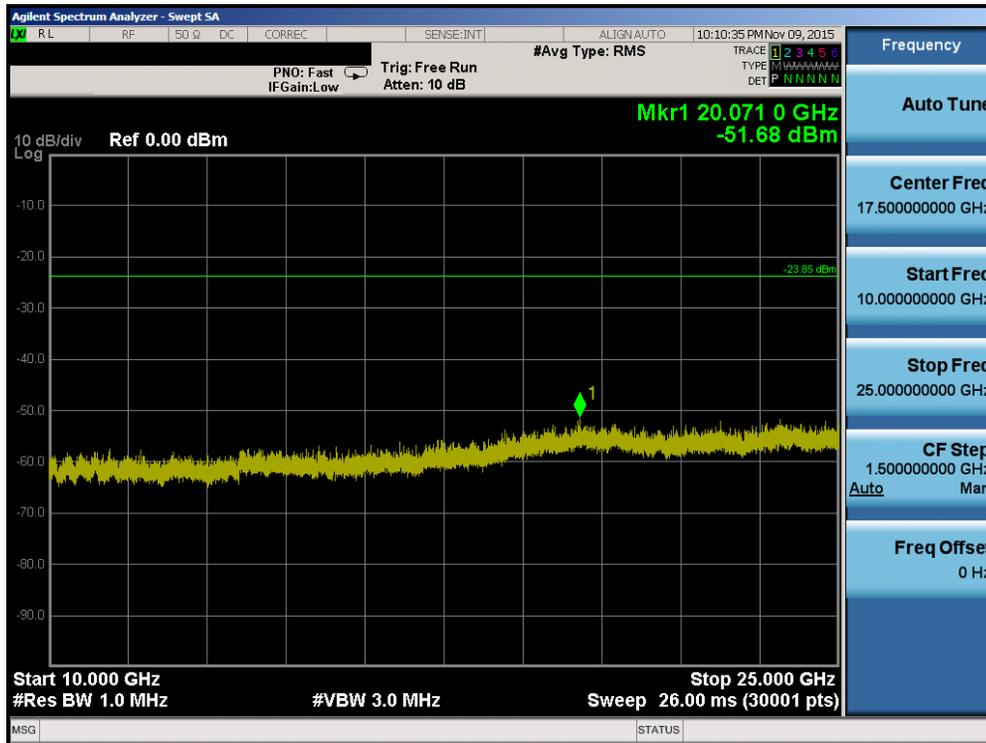 Agilent Spectrum Analyzer - Swept SA
LXI RL RF 50 Ω DC CORREC SENSE:INT ALIGN AUTO 10:10:35 PM Nov 09, 2015
#Avg Type: RMS TRACE 1 2 3 4 5 6
PNO: Fast Trig: Free Run TYPE M
IFGain:Low Atten: 10 dB DET P N N N N N
Mkr1 20.071 0 GHz
-51.68 dBm
10 dB/div Ref 0.00 dBm
Log
-10.0
-20.0
-23.85 dBm
-30.0
-40.0
1
-50.0
-60.0
-70.0
-80.0
-90.0
Start 10.000 GHz Stop 25.000 GHz
#Res BW 1.0 MHz #VBW 3.0 MHz Sweep 26.00 ms (30001 pts)
MSG STATUS
Frequency
Auto Tune
Center Freq
17.500000000 GHz
Start Freq
10.000000000 GHz
Stop Freq
25.000000000 GHz
CF Step
1.500000000 GHz
Auto Man
Freq Offset
0 Hz